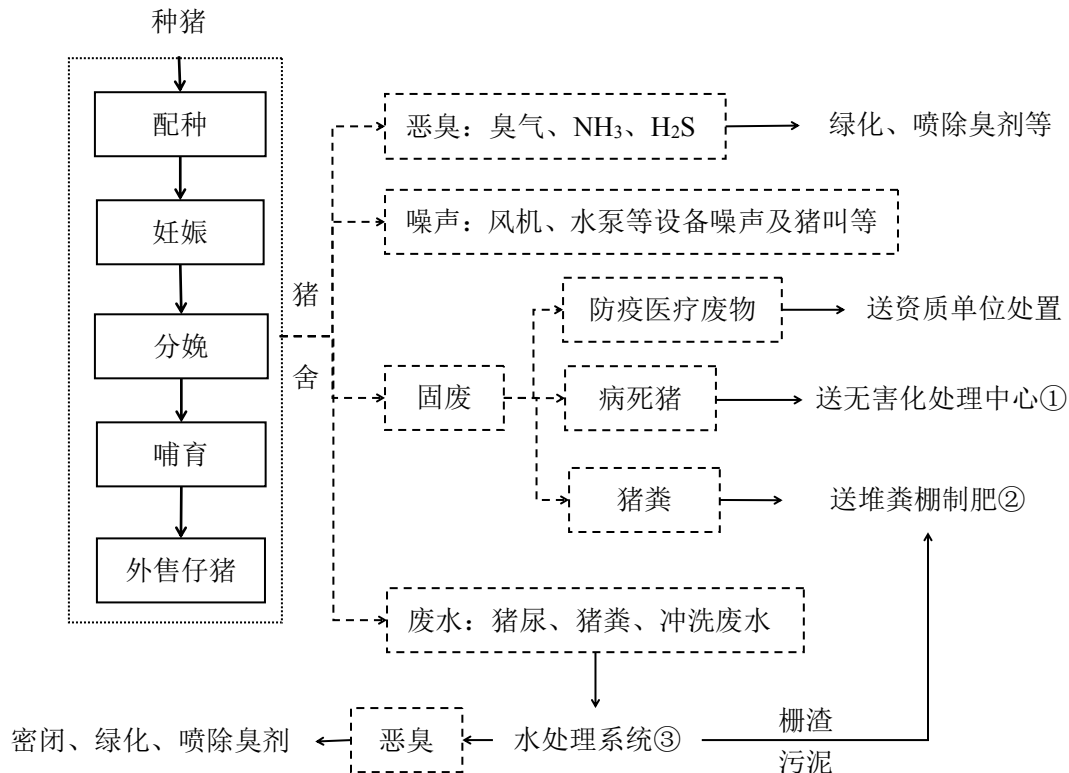 种猪
配种
妊娠
分娩
哺育
外售仔猪
猪
舍
恶臭：臭气、NH₃、H₂S
绿化、喷除臭剂等
噪声：风机、水泵等设备噪声及猪叫等
固废
防疫医疗废物
送资质单位处置
病死猪
送无害化处理中心①
猪粪
送堆粪棚制肥②
废水：猪尿、猪粪、冲洗废水
水处理系统③
栅渣
污泥
恶臭
密闭、绿化、喷除臭剂